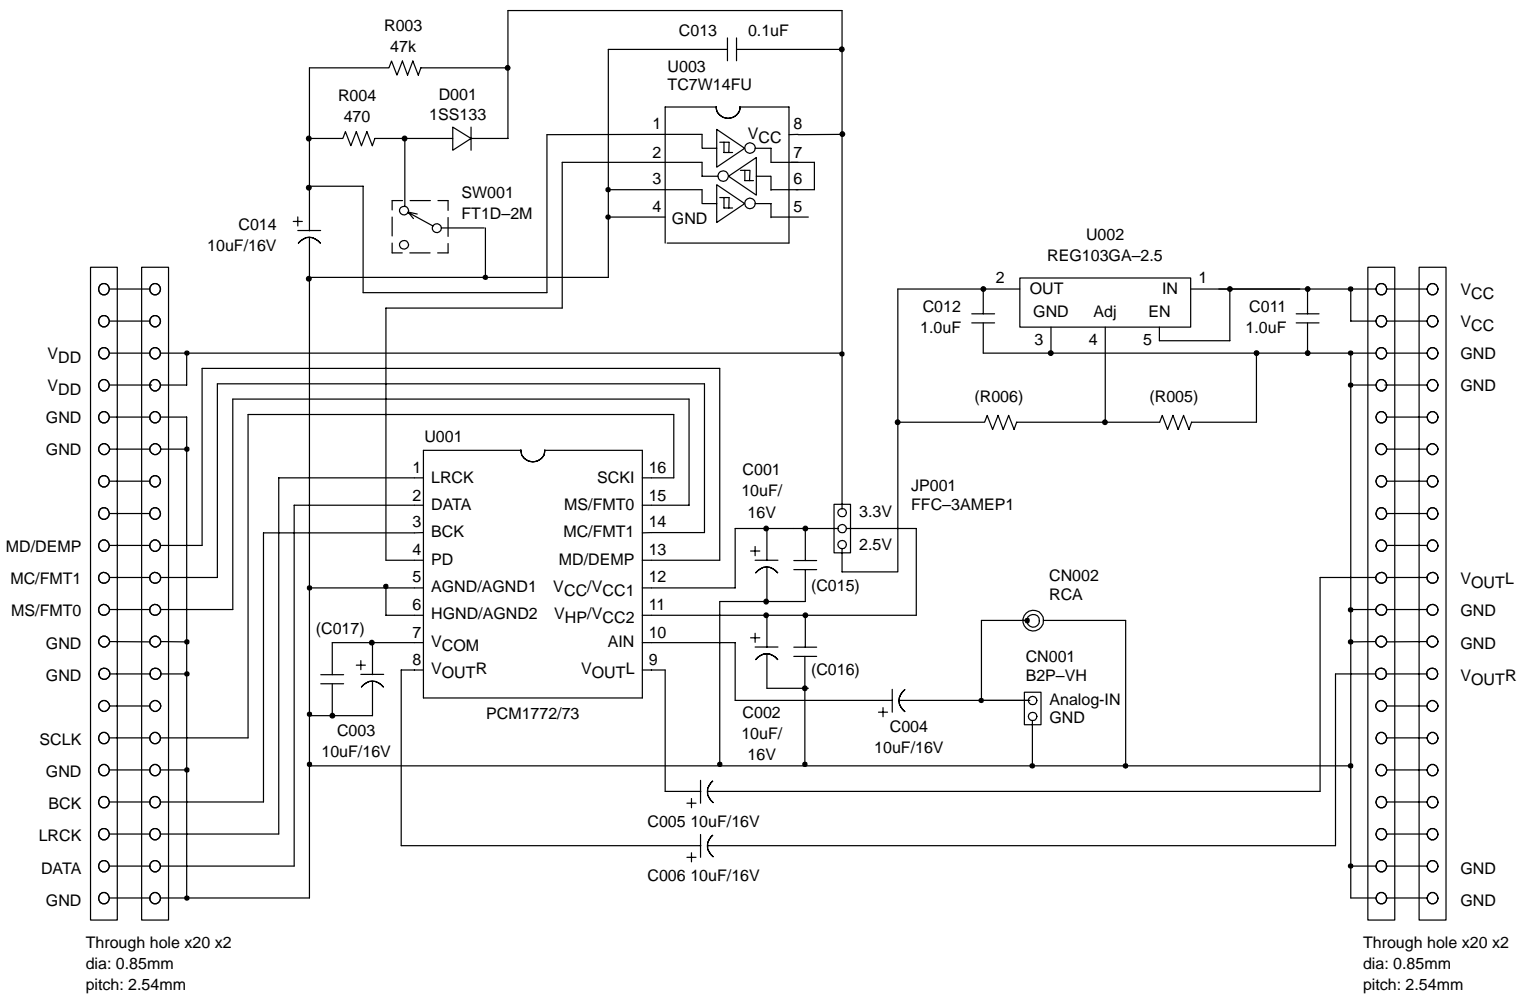 R003
47k
C013 0.1uF
U003
TC7W14FU
R004
470
D001
1SS133
1
2
3
4
VCC
GND
8
7
6
5
SW001
FT1D–2M
C014
10uF/16V
+
U002
REG103GA–2.5
2
1
OUT
IN
GND
Adj
EN
3
4
5
C012
1.0uF
C011
1.0uF
(R006)
(R005)
VDD
VDD
GND
GND
MD/DEMP
MC/FMT1
MS/FMT0
GND
GND
SCLK
GND
BCK
LRCK
DATA
GND
U001
1
LRCK
2
DATA
3
BCK
4
PD
5
AGND/AGND1
6
HGND/AGND2
7
VCOM
8
VOUTR
SCKI
16
MS/FMT0
15
MC/FMT1
14
MD/DEMP
13
VCC/VCC1
12
VHP/VCC2
11
AIN
10
VOUTL
9
PCM1772/73
(C017)
+
C003
10uF/16V
C001
10uF/
16V
+
(C015)
JP001
FFC–3AMEP1
3.3V
2.5V
+
(C016)
C002
10uF/
16V
CN002
RCA
CN001
B2P–VH
Analog-IN
GND
+
C004
10uF/16V
+
C005 10uF/16V
+
C006 10uF/16V
VCC
VCC
GND
GND
VOUTL
GND
GND
VOUTR
GND
GND
Through hole x20 x2
dia: 0.85mm
pitch: 2.54mm
Through hole x20 x2
dia: 0.85mm
pitch: 2.54mm